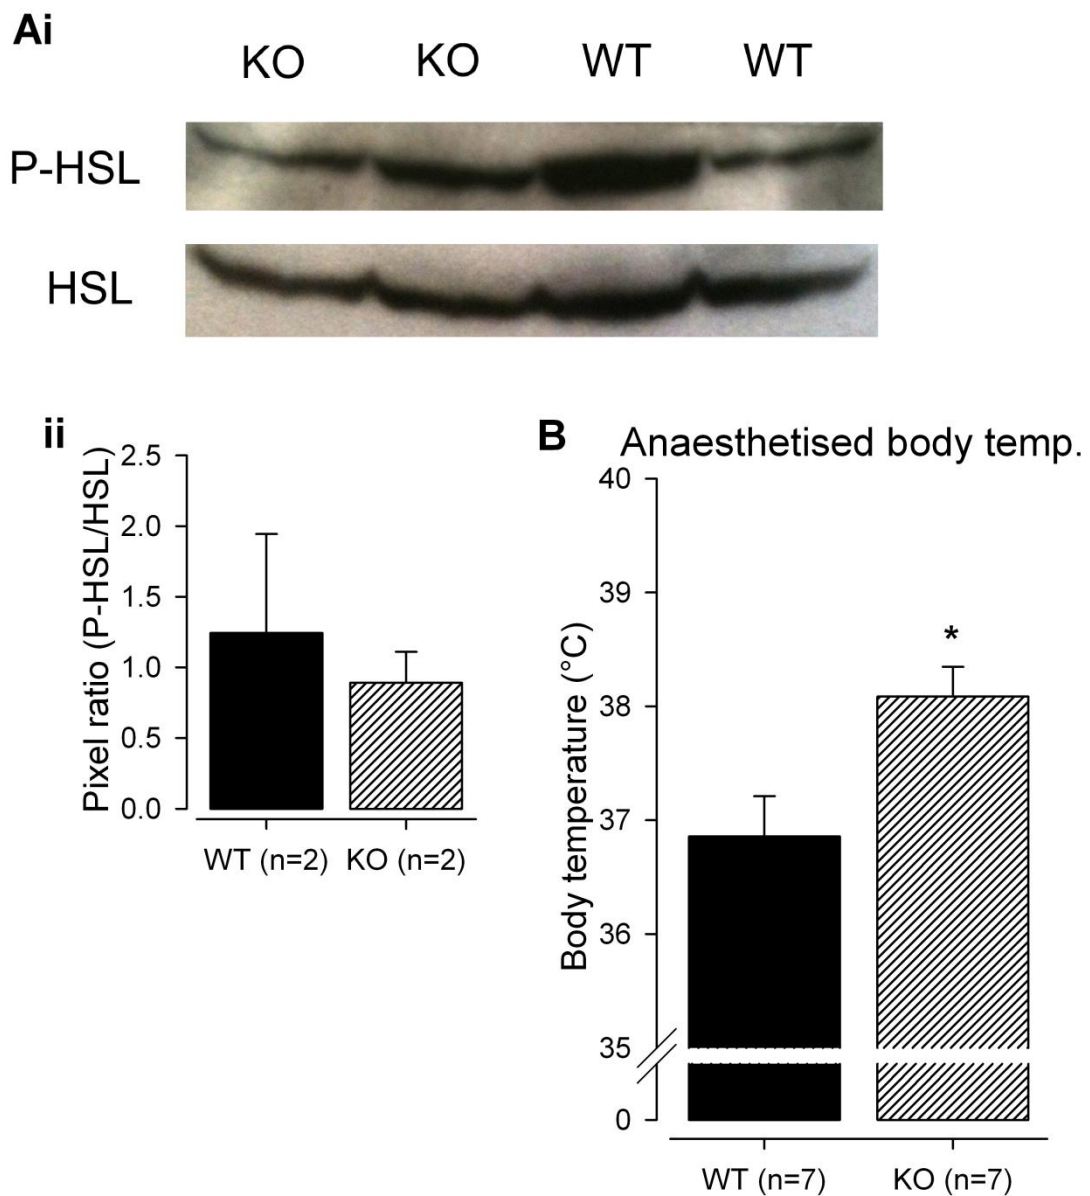 Ai
KO KO WT WT
P-HSL
HSL
ii
Pixel ratio (P-HSL/HSL)
2.5
2.0
1.5
1.0
0.5
0.0
WT (n=2) KO (n=2)
B
Anaesthetised body temp.
Body temperature (°C)
40
39
38
37
36
35
0
*
WT (n=7) KO (n=7)